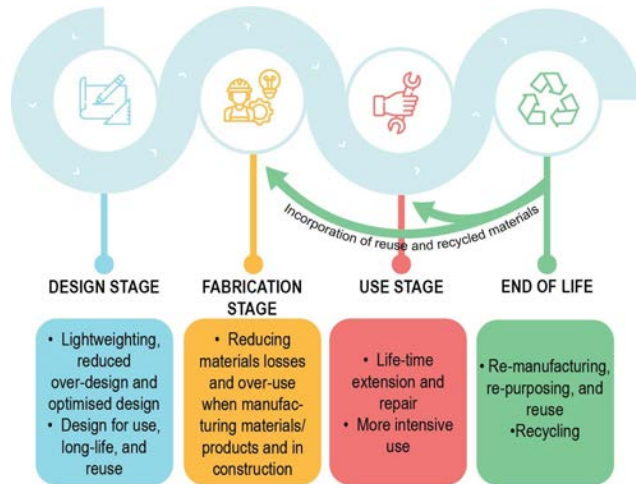 Incorporation of reuse and recycled materials
DESIGN STAGE
• Lightweighting,
reduced
over-design and
optimised design
• Design for use,
long-life, and
reuse
FABRICATION
STAGE
• Reducing
materials losses
and over-use
when manufac-
turing materials/
products and in
construction
USE STAGE
• Life-time
extension and
repair
• More intensive
use
END OF LIFE
• Re-manufacturing,
re-purposing, and
reuse
•Recycling